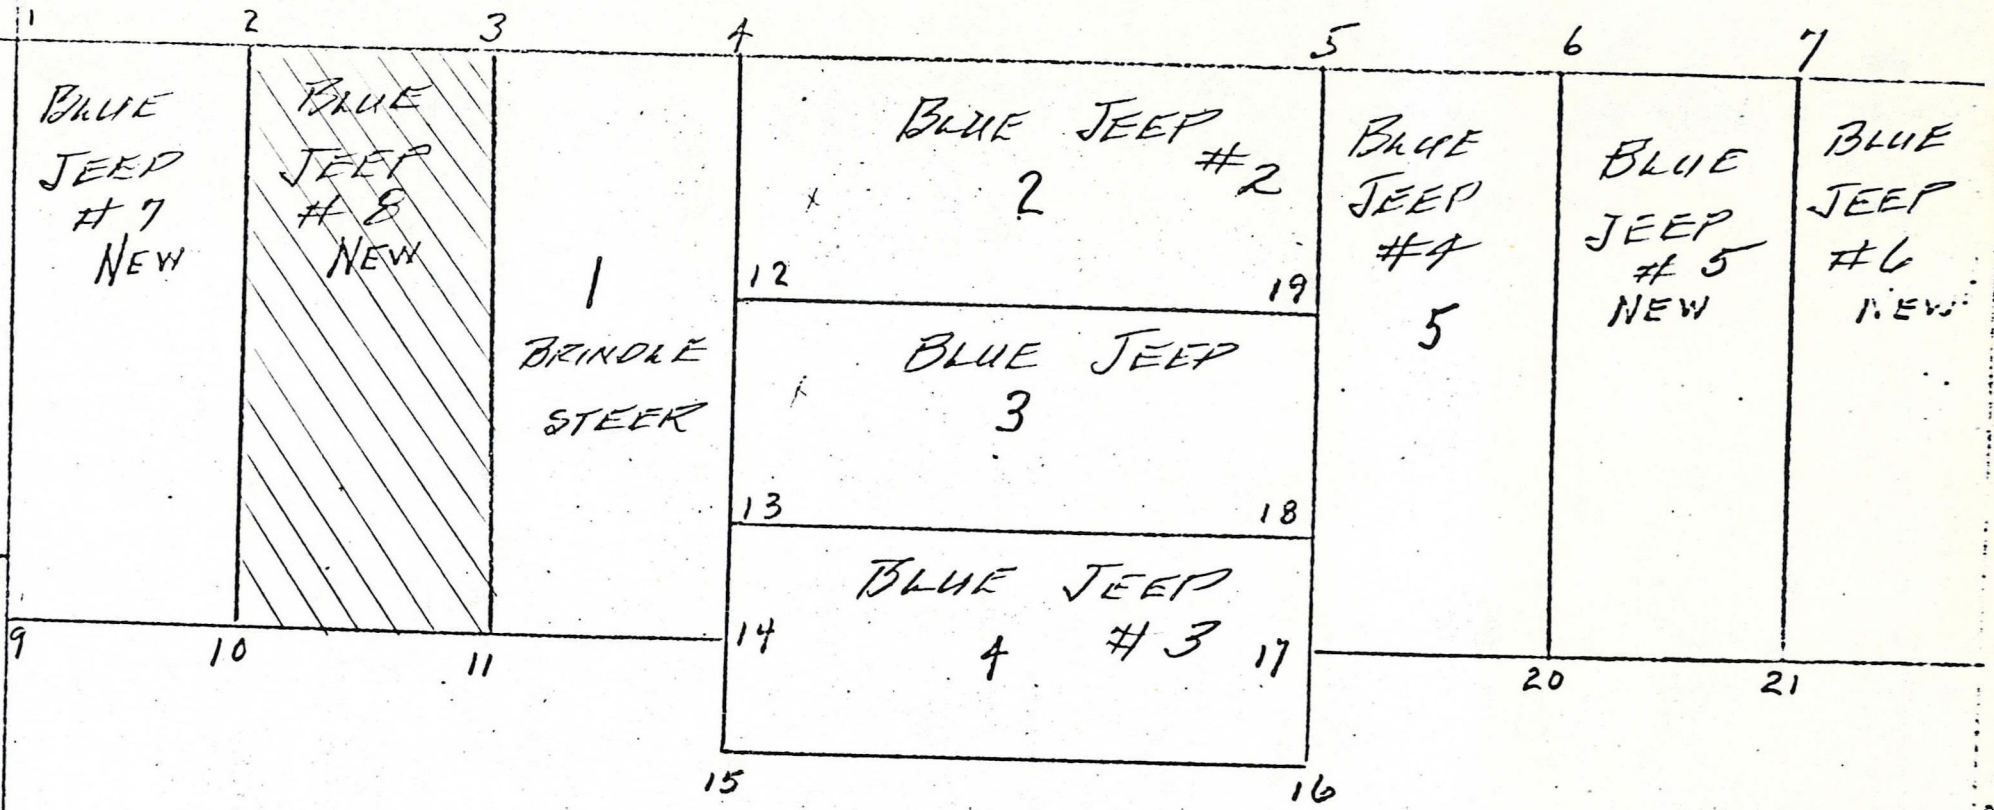 1 2 3 4 5 6 7
BLUE
JEEP
# 7
NEW
BLUE
JEEP
# 8
NEW
1
BRINDLE
STEER
BLUE JEEP
#2
2
12 19
BLUE JEEP
3
13 18
BLUE JEEP
# 3
4
14 17
15 16
BLUE
JEEP
#4
5
BLUE
JEEP
# 5
NEW
BLUE
JEEP
#6
NEW
9 10 11
20 21